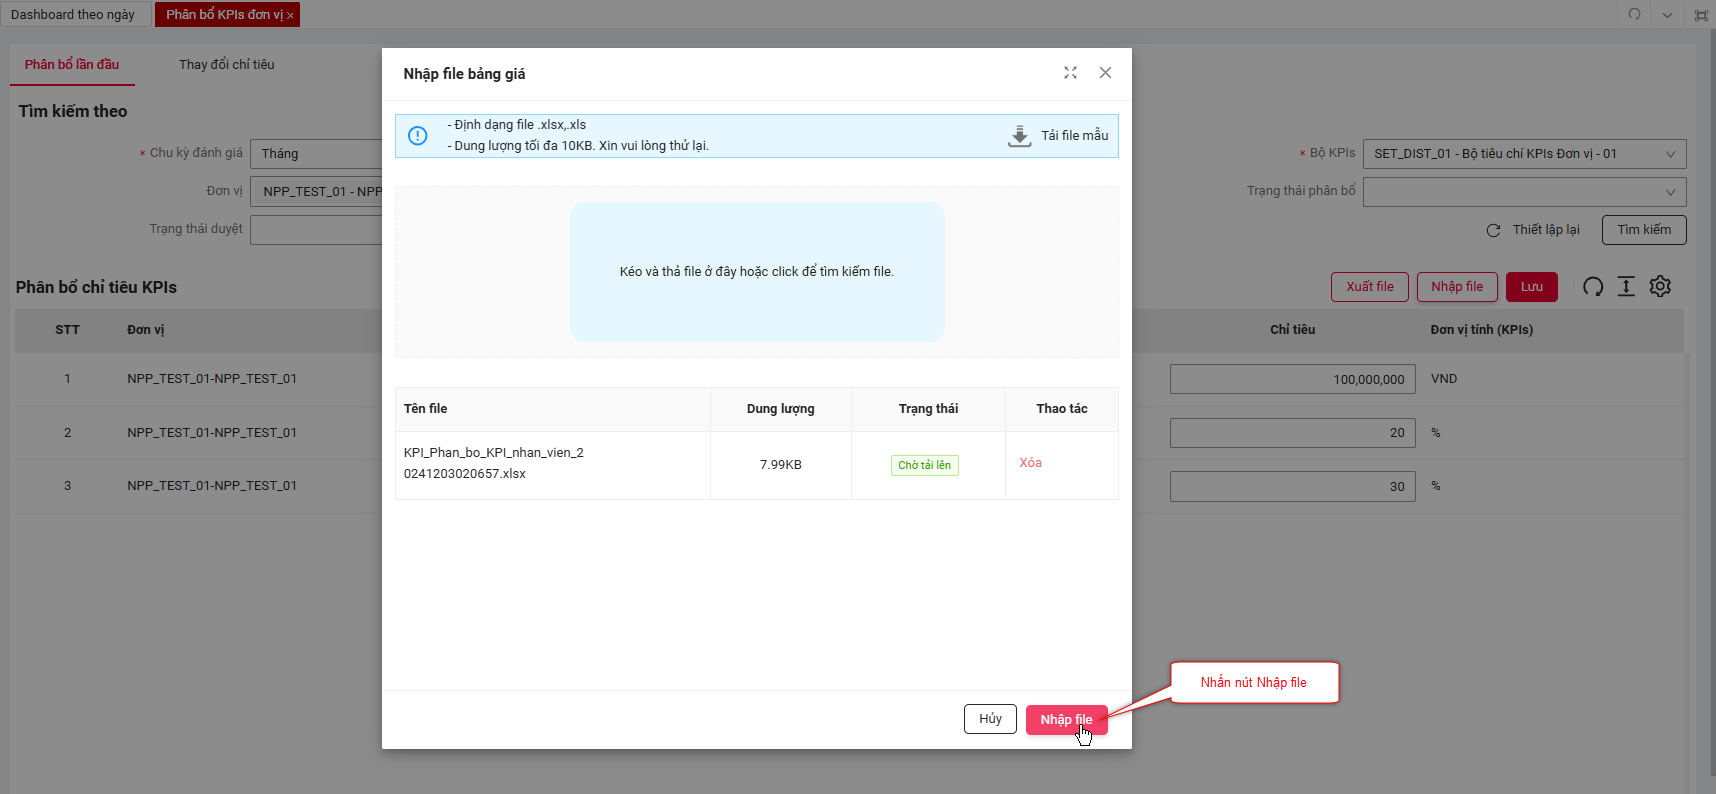 Dashboard theo ngày
Phân bổ KPIs đơn vị
Phân bổ lần đầu
Thay đổi chỉ tiêu
Tìm kiếm theo
* Chu kỳ đánh giá
Tháng
* Bộ KPIs
SET_DIST_01 - Bộ tiêu chí KPIs Đơn vị - 01
Đơn vị
NPP_TEST_01 - NPP
Trạng thái phân bổ
Trạng thái duyệt
Thiết lập lại
Tìm kiếm
Phân bổ chỉ tiêu KPIs
Xuất file
Nhập file
Lưu
STT
Đơn vị
Chỉ tiêu
Đơn vị tính (KPIs)
1
NPP_TEST_01-NPP_TEST_01
100,000,000
VND
2
NPP_TEST_01-NPP_TEST_01
20
%
3
NPP_TEST_01-NPP_TEST_01
30
%
Nhập file bảng giá
- Định dạng file .xlsx,.xls
- Dung lượng tối đa 10KB. Xin vui lòng thử lại.
Tải file mẫu
Kéo và thả file ở đây hoặc click để tìm kiếm file.
Tên file
Dung lượng
Trạng thái
Thao tác
KPI_Phan_bo_KPI_nhan_vien_2
0241203020657.xlsx
7.99KB
Chờ tải lên
Xóa
Hủy
Nhập file
Nhấn nút Nhập file